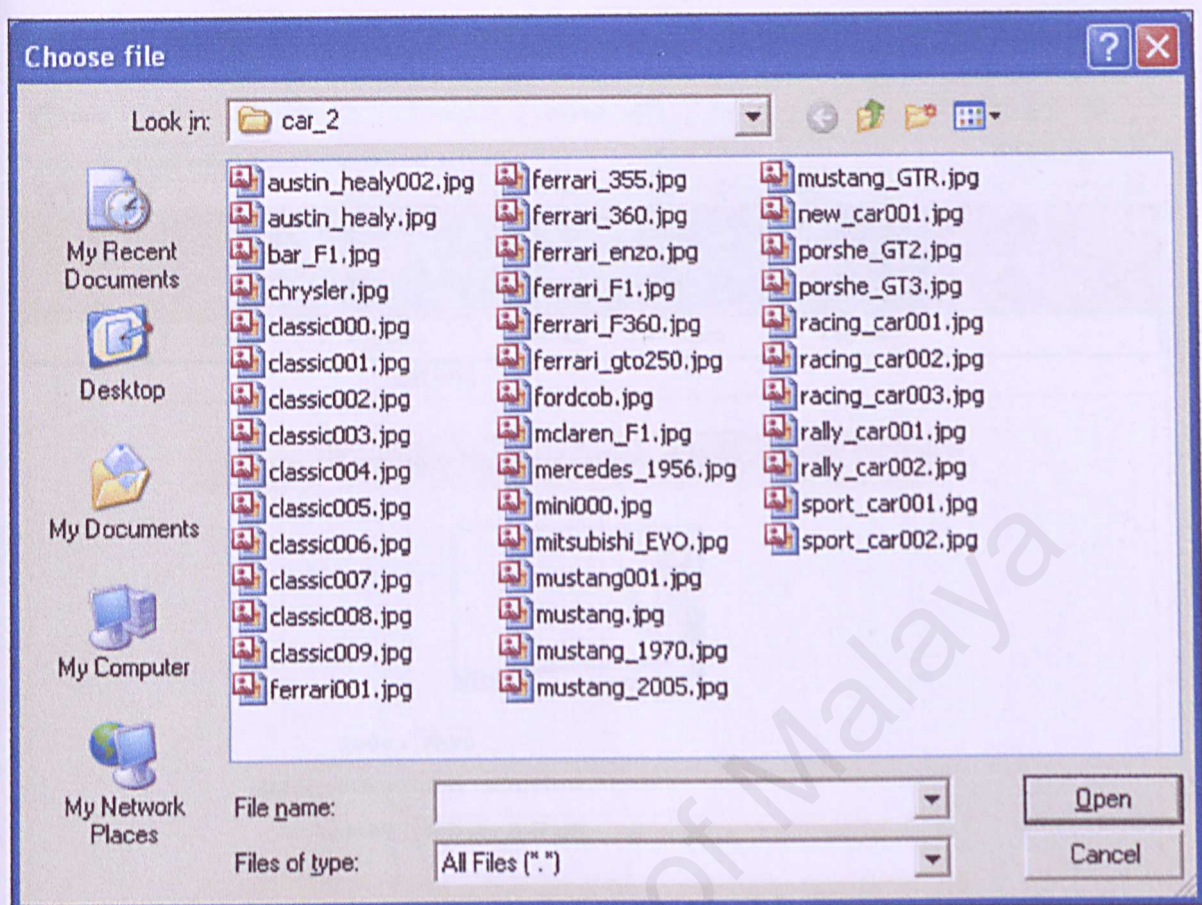 Choose file
Look in:
car_2
My Recent
Documents
Desktop
My Documents
My Computer
My Network
Places
austin_healy002.jpg
austin_healy.jpg
bar_F1.jpg
chrysler.jpg
classic000.jpg
classic001.jpg
classic002.jpg
classic003.jpg
classic004.jpg
classic005.jpg
classic006.jpg
classic007.jpg
classic008.jpg
classic009.jpg
ferrari001.jpg
ferrari_355.jpg
ferrari_360.jpg
ferrari_enzo.jpg
ferrari_F1.jpg
ferrari_F360.jpg
ferrari_gto250.jpg
fordcob.jpg
mclaren_F1.jpg
mercedes_1956.jpg
mini000.jpg
mitsubishi_EVO.jpg
mustang001.jpg
mustang.jpg
mustang_1970.jpg
mustang_2005.jpg
mustang_GTR.jpg
new_car001.jpg
porshe_GT2.jpg
porshe_GT3.jpg
racing_car001.jpg
racing_car002.jpg
racing_car003.jpg
rally_car001.jpg
rally_car002.jpg
sport_car001.jpg
sport_car002.jpg
File name:
Open
Files of type:
All Files (*.*)
Cancel
of Malaya